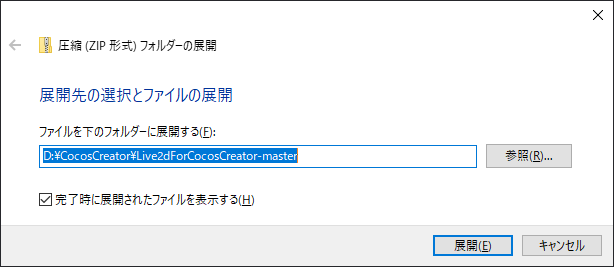 圧縮 (ZIP 形式) フォルダーの展開
展開先の選択とファイルの展開
ファイルを下のフォルダーに展開する(F):
D:¥CocosCreator¥Live2dForCocosCreator-master
参照(R)...
完了時に展開されたファイルを表示する(H)
展開(E)
キャンセル